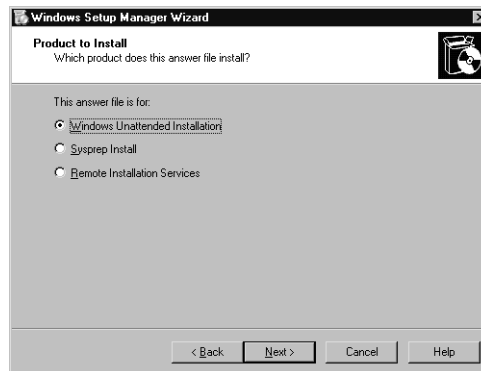 Windows Setup Manager Wizard
Product to Install
Which product does this answer file install?
This answer file is for:
Windows Unattended Installation
Sysprep Install
Remote Installation Services
< Back Next > Cancel Help